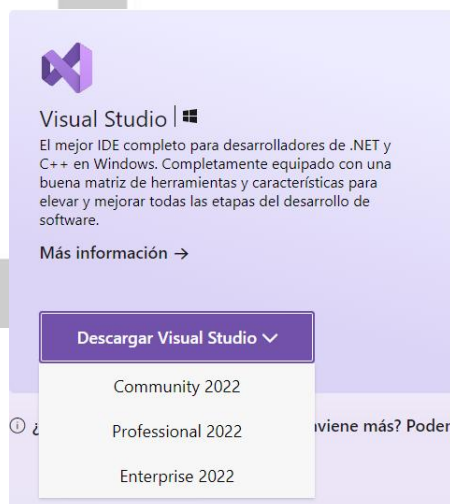 Visual Studio
El mejor IDE completo para desarrolladores de .NET y
C++ en Windows. Completamente equipado con una
buena matriz de herramientas y características para
elevar y mejorar todas las etapas del desarrollo de
software.
Más información →
Descargar Visual Studio
Community 2022
¿ más? Poder
Professional 2022
Enterprise 2022